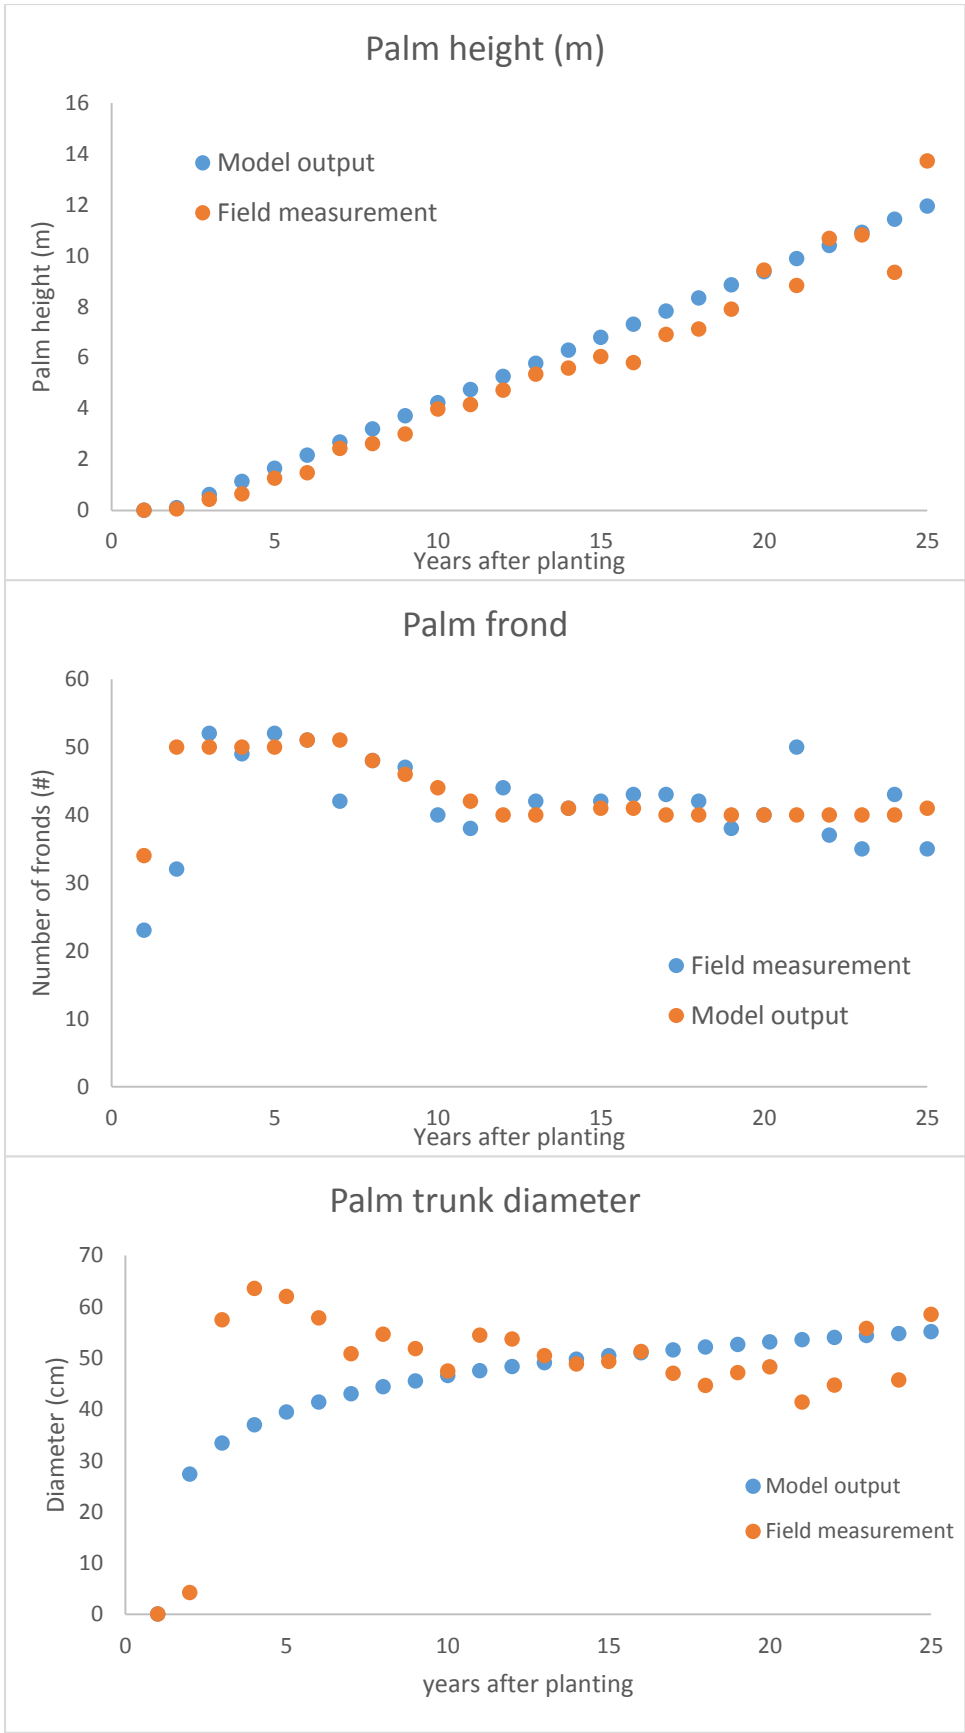 Palm height (m)
16
14
12
10
8
6
4
2
0
Palm height (m)
Model output
Field measurement
0 5 10 15 20 25
Years after planting
Palm frond
60
50
40
30
20
10
0
Number of fronds (#)
Field measurement
Model output
0 5 10 15 20 25
Years after planting
Palm trunk diameter
70
60
50
40
30
20
10
0
Diameter (cm)
Model output
Field measurement
0 5 10 15 20 25
years after planting